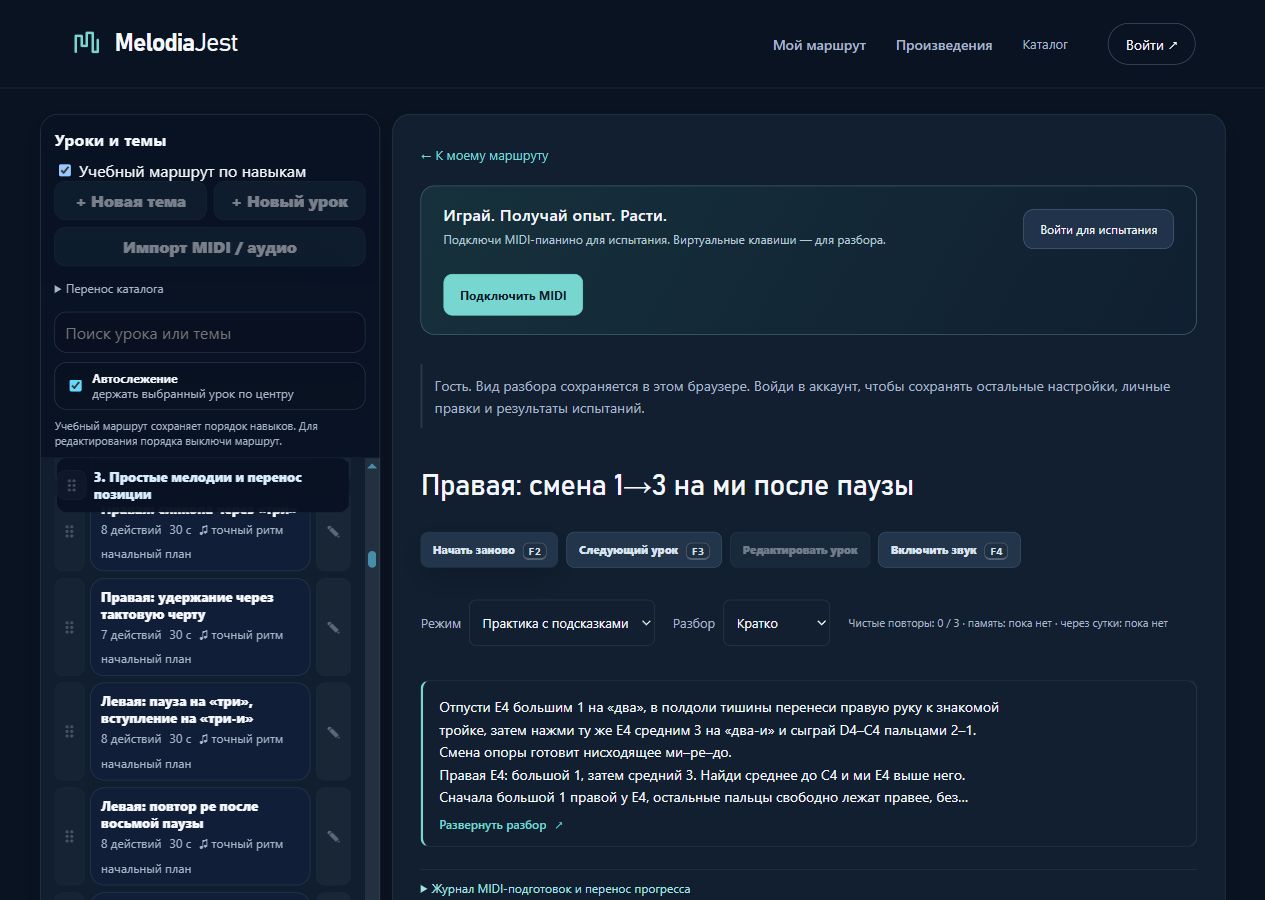 MelodiaJest
Мой маршрут
Произведения
Каталог
Войти ↗
Уроки и темы
Учебный маршрут по навыкам
+ Новая тема
+ Новый урок
Импорт MIDI / аудио
▶ Перенос каталога
Поиск урока или темы
Автослежение
держать выбранный урок по центру
Учебный маршрут сохраняет порядок навыков. Для
редактирования порядка выключи маршрут.
3. Простые мелодии и перенос
позиции
8 действий 30 с ♫ точный ритм
начальный план
Правая: удержание через
тактовую черту
7 действий 30 с ♫ точный ритм
начальный план
Левая: пауза на «три»,
вступление на «три-и»
8 действий 30 с ♫ точный ритм
начальный план
Левая: повтор ре после
восьмой паузы
8 действий 30 с ♫ точный ритм
начальный план
← К моему маршруту
Играй. Получай опыт. Расти.
Подключи MIDI-пианино для испытания. Виртуальные клавиши — для разбора.
Войти для испытания
Подключить MIDI
Гость. Вид разбора сохраняется в этом браузере. Войди в аккаунт, чтобы сохранять остальные настройки, личные
правки и результаты испытаний.
Правая: смена 1→3 на ми после паузы
Начать заново F2
Следующий урок F3
Редактировать урок
Включить звук F4
Режим
Практика с подсказками
Разбор
Кратко
Чистые повторы: 0 / 3 · память: пока нет · через сутки: пока нет
Отпусти E4 большим 1 на «два», в полдоли тишины перенеси правую руку к знакомой
тройке, затем нажми ту же E4 средним 3 на «два-и» и сыграй D4–C4 пальцами 2–1.
Смена опоры готовит нисходящее ми–ре–до.
Правая E4: большой 1, затем средний 3. Найди среднее до C4 и ми E4 выше него.
Сначала большой 1 правой у E4, остальные пальцы свободно лежат правее, без...
Развернуть разбор ↗
▶ Журнал MIDI-подготовок и перенос прогресса